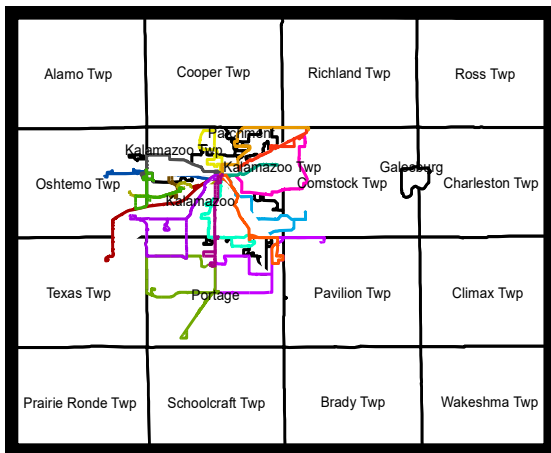 Alamo Twp
Cooper Twp
Richland Twp
Ross Twp
Parchment
Kalamazoo Twp
Kalamazoo Twp
Galesburg
Oshtemo Twp
Comstock Twp
Charleston Twp
Kalamazoo
Texas Twp
Portage
Pavilion Twp
Climax Twp
Prairie Ronde Twp
Schoolcraft Twp
Brady Twp
Wakeshma Twp